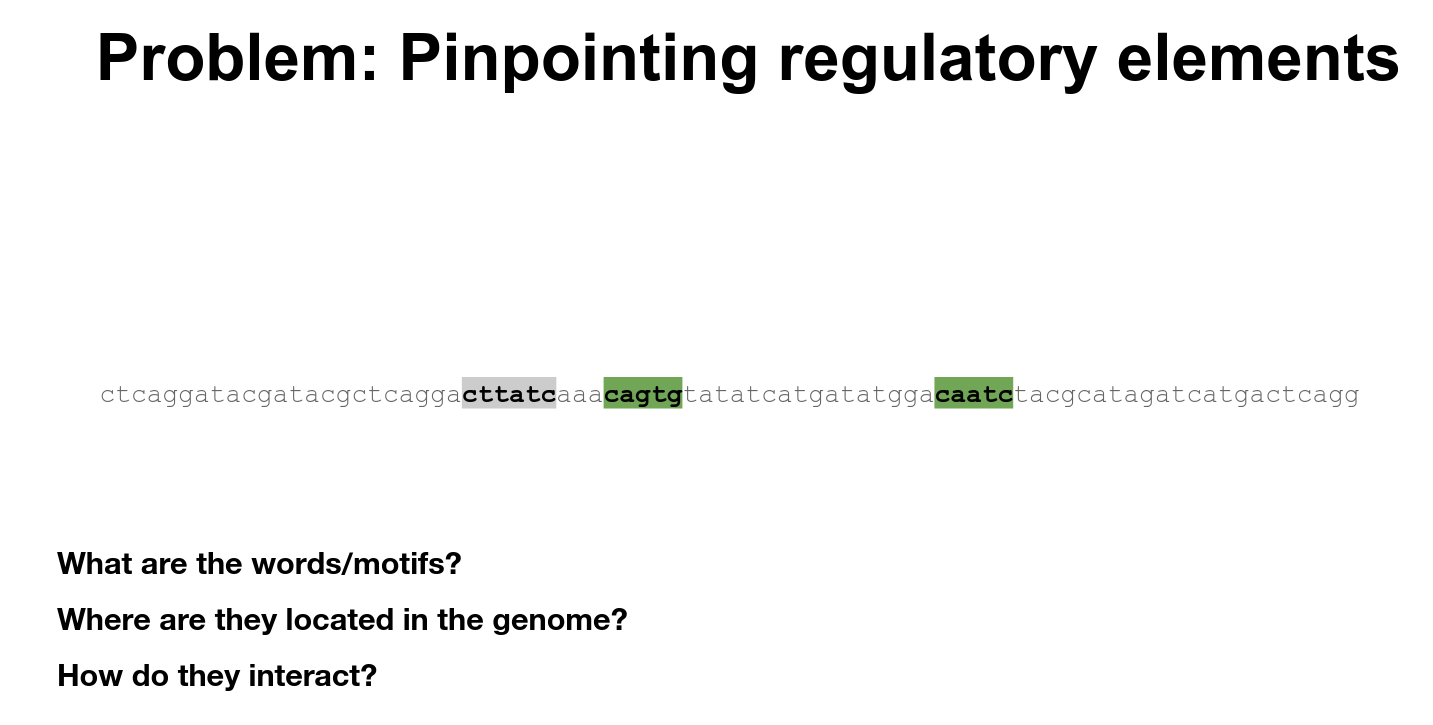 Problem: Pinpointing regulatory elements
ctcaggatacgatacgctcaggacttatcaaacagtgtatatcatgatatggacaatctacgcatagatcatgactcagg
What are the words/motifs?
Where are they located in the genome?
How do they interact?